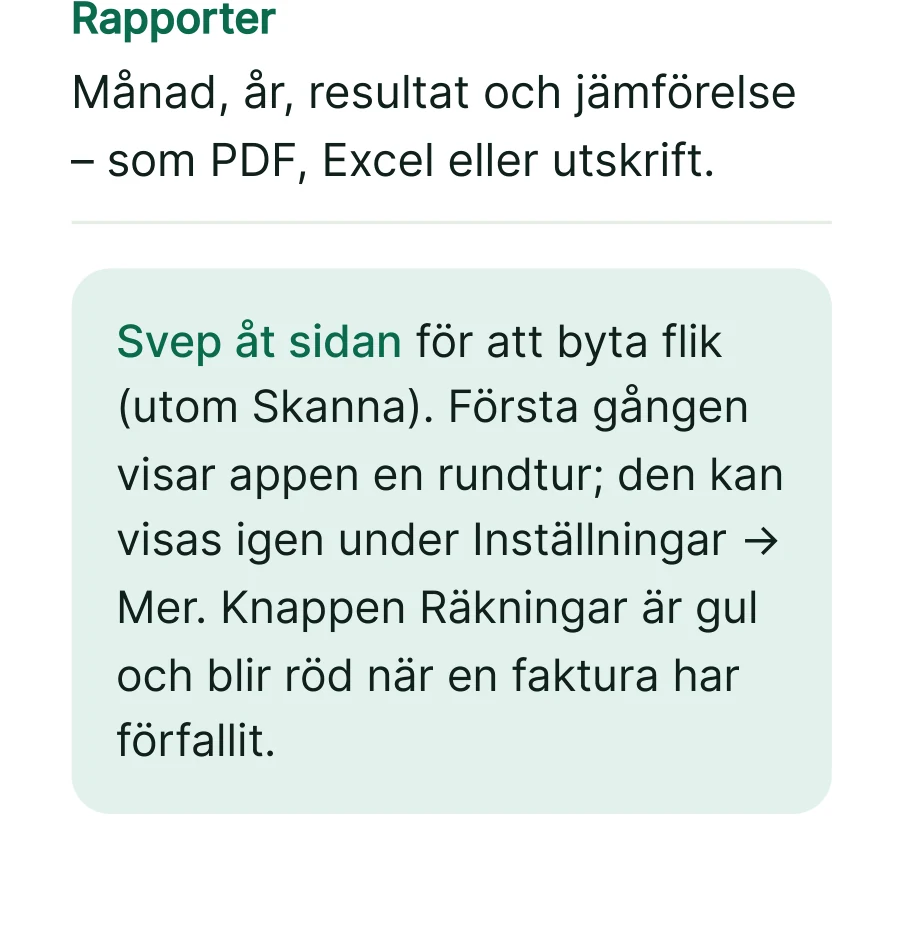 Rapporter
Månad, år, resultat och jämförelse
– som PDF, Excel eller utskrift.
Svep åt sidan för att byta flik
(utom Skanna). Första gången
visar appen en rundtur; den kan
visas igen under Inställningar →
Mer. Knappen Räkningar är gul
och blir röd när en faktura har
förfallit.